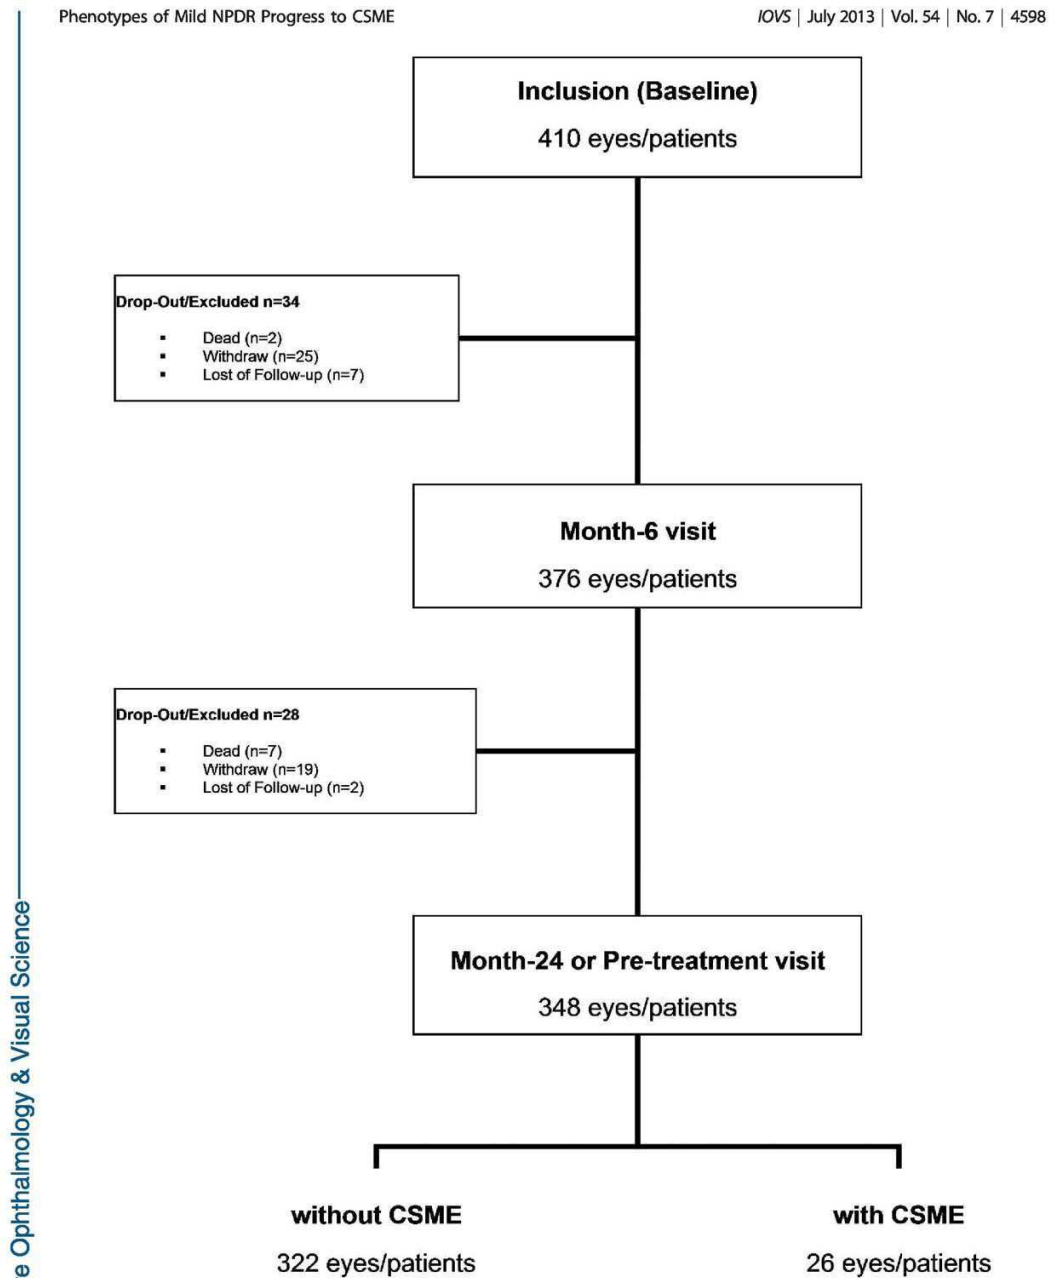 Phenotypes of Mild NPDR Progress to CSME
IOVS | July 2013 | Vol. 54 | No. 7 | 4598
Inclusion (Baseline)
410 eyes/patients
Drop-Out/Excluded n=34
▪ Dead (n=2)
▪ Withdraw (n=25)
▪ Lost of Follow-up (n=7)
Month-6 visit
376 eyes/patients
Drop-Out/Excluded n=28
▪ Dead (n=7)
▪ Withdraw (n=19)
▪ Lost of Follow-up (n=2)
Month-24 or Pre-treatment visit
348 eyes/patients
without CSME
322 eyes/patients
with CSME
26 eyes/patients
e Ophthalmology & Visual Science